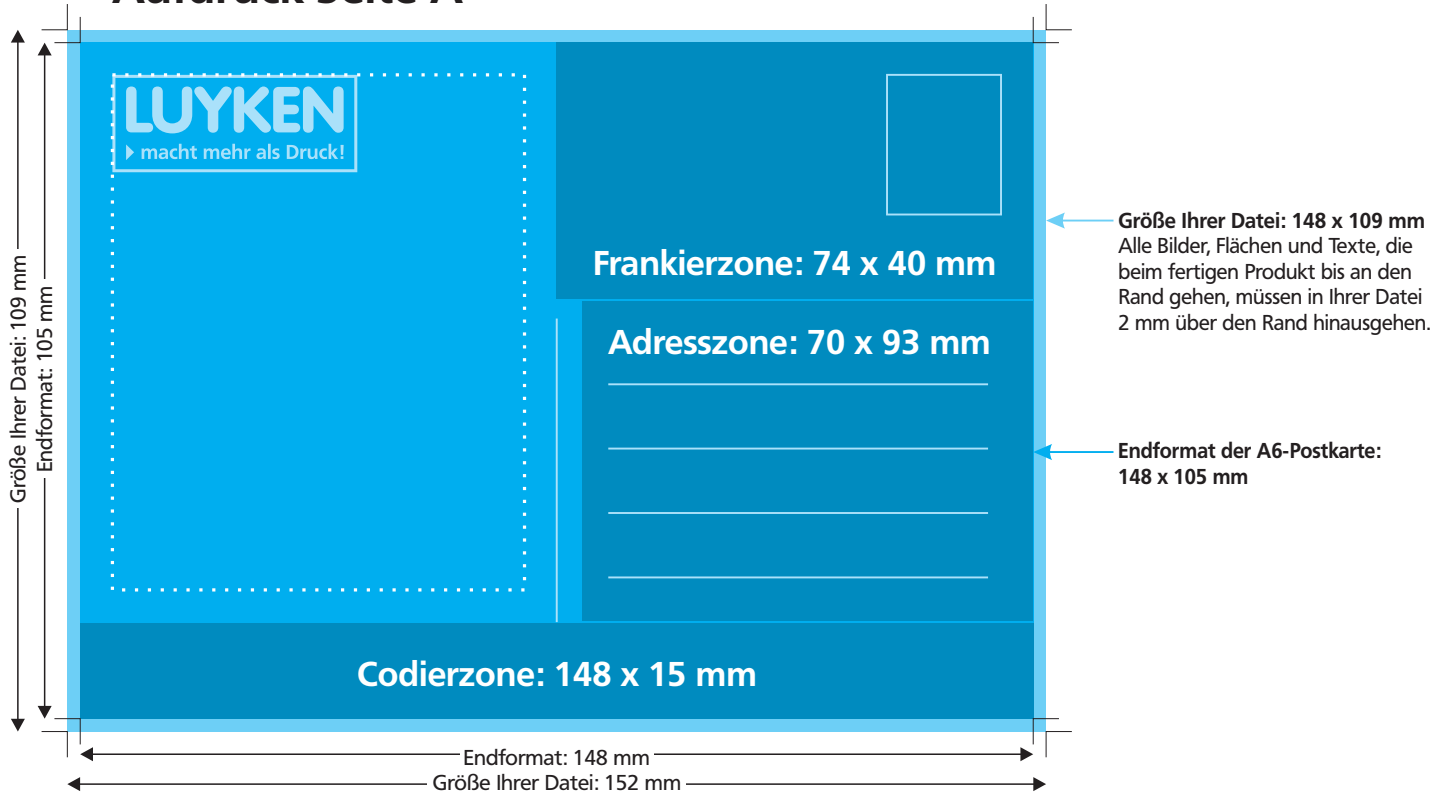 Aufdruck Seite A
LUYKEN
macht mehr als Druck!
Frankierzone: 74 x 40 mm
Adresszone: 70 x 93 mm
Codierzone: 148 x 15 mm
Größe Ihrer Datei: 109 mm
Endformat: 105 mm
Endformat: 148 mm
Größe Ihrer Datei: 152 mm
Größe Ihrer Datei: 148 x 109 mm
Alle Bilder, Flächen und Texte, die
beim fertigen Produkt bis an den
Rand gehen, müssen in Ihrer Datei
2 mm über den Rand hinausgehen.
Endformat der A6-Postkarte:
148 x 105 mm